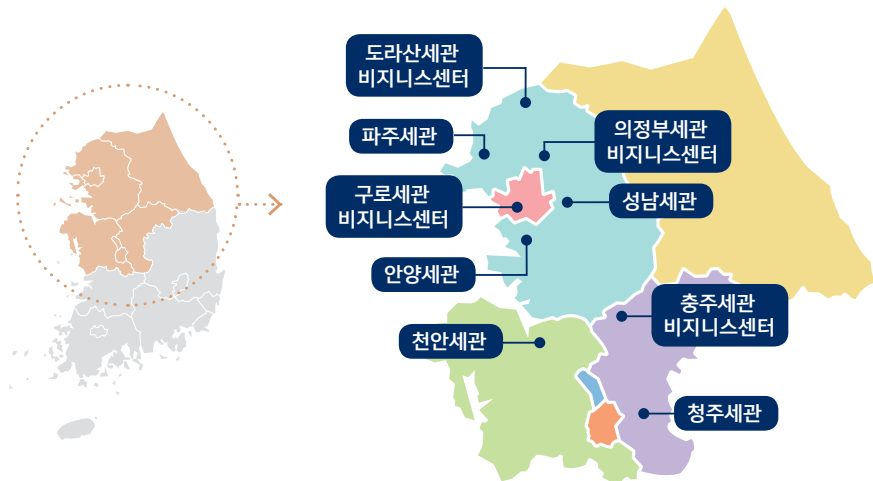 도라산세관
비지니스센터
파주세관
의정부세관
비지니스센터
구로세관
비지니스센터
성남세관
안양세관
충주세관
비지니스센터
천안세관
청주세관